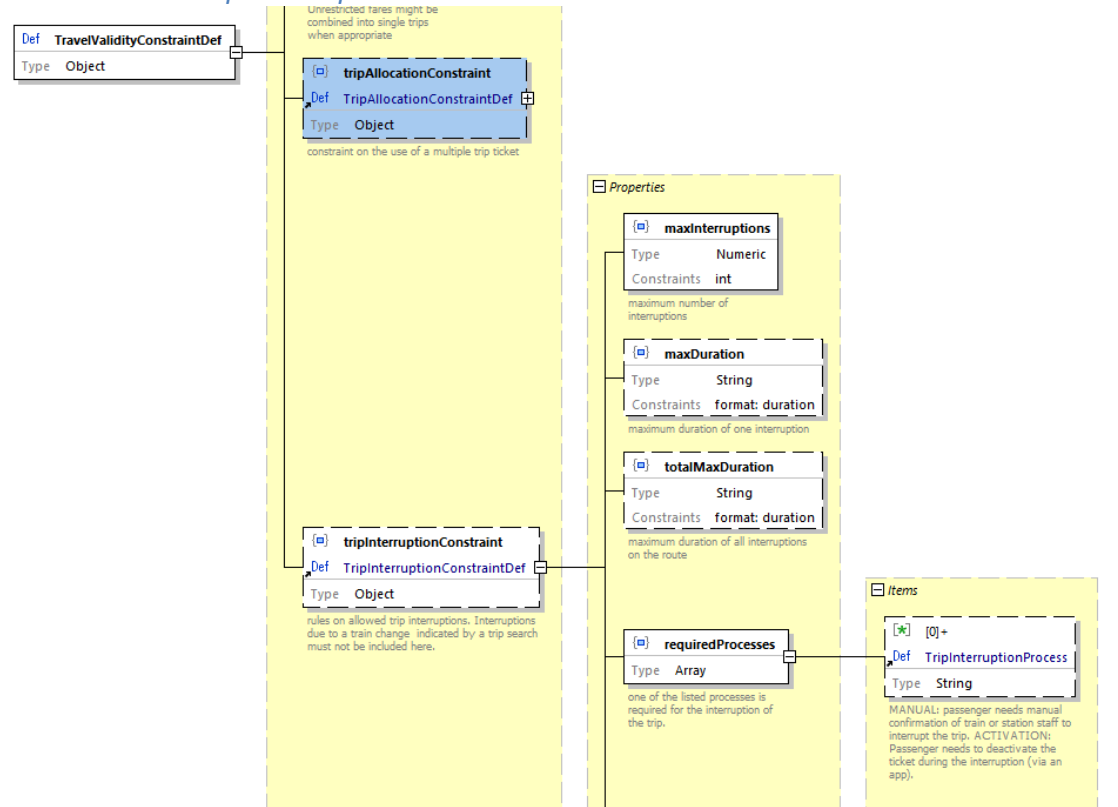 Unrestricted fares might be
combined into single trips
when appropriate
Def TravelValidityConstraintDef
Type Object
tripAllocationConstraint
Def TripAllocationConstraintDef
Type Object
constraint on the use of a multiple trip ticket
Properties
maxInterruptions
Type Numeric
Constraints int
maximum number of
interruptions
maxDuration
Type String
Constraints format: duration
maximum duration of one interruption
totalMaxDuration
Type String
Constraints format: duration
maximum duration of all interruptions
on the route
tripInterruptionConstraint
Def TripInterruptionConstraintDef
Type Object
rules on allowed trip interruptions. Interruptions
due to a train change indicated by a trip search
must not be included here.
requiredProcesses
Type Array
one of the listed processes is
required for the interruption of
the trip.
Items
[*] [0]+
Def TripInterruptionProcess
Type String
MANUAL: passenger needs manual
confirmation of train or station staff to
interrupt the trip. ACTIVATION:
Passenger needs to deactivate the
ticket during the interruption (via an
app).